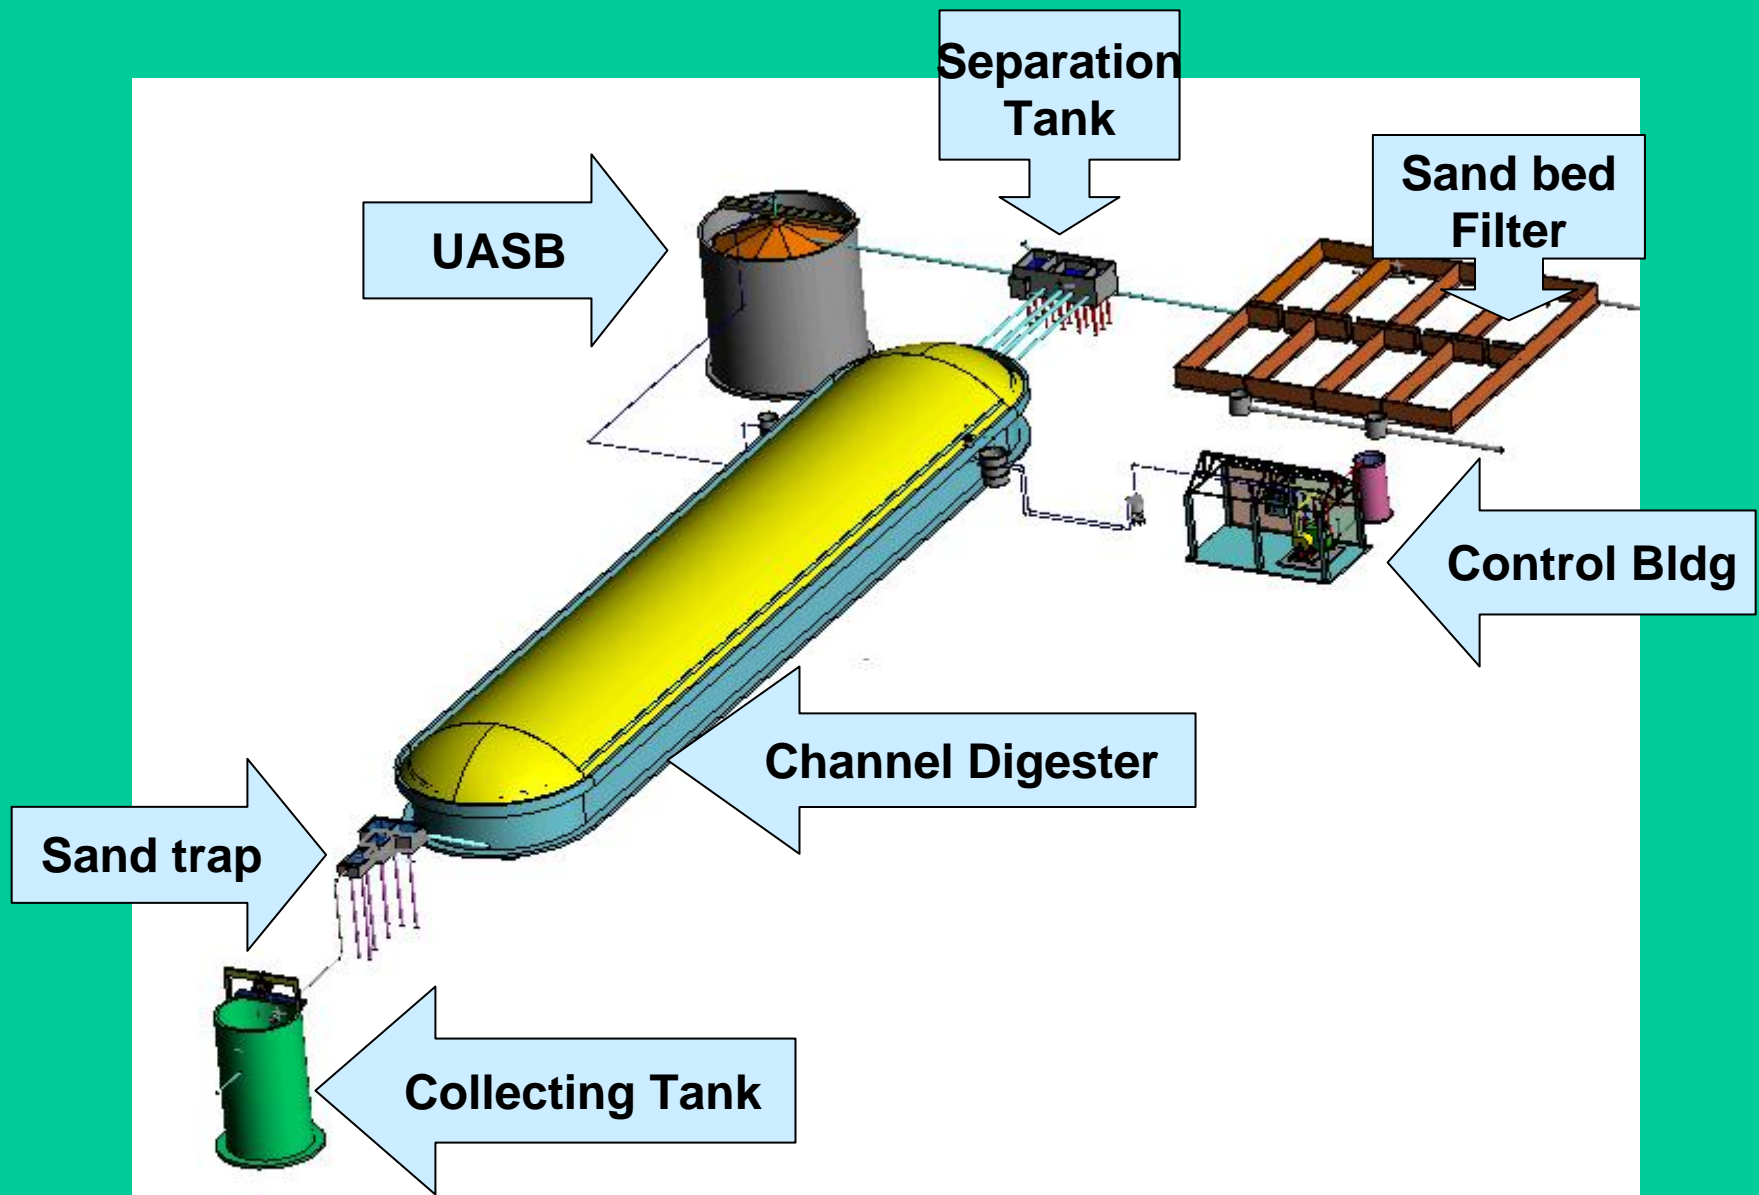 Separation
Tank
Sand bed
Filter
UASB
Control Bldg
Channel Digester
Sand trap
Collecting Tank